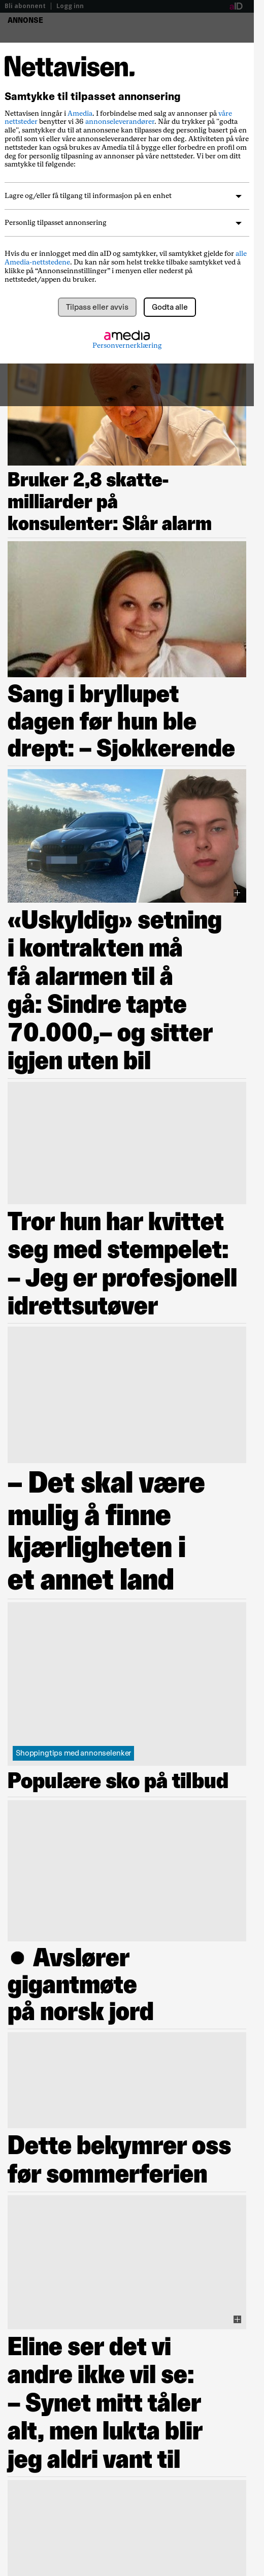 Bli abonnent | Logg inn
aID
ANNONSE
Nettavisen.
Samtykke til tilpasset annonsering
Nettavisen inngår i Amedia. I forbindelse med salg av annonser på våre
nettsteder benytter vi 36 annonseleverandører. Når du trykker på "godta
alle", samtykker du til at annonsene kan tilpasses deg personlig basert på en
profil som vi eller våre annonseleverandører har om deg. Aktiviteten på våre
nettsteder kan også brukes av Amedia til å bygge eller forbedre en profil om
deg for personlig tilpasning av annonser på våre nettsteder. Vi ber om ditt
samtykke til følgende:
Lagre og/eller få tilgang til informasjon på en enhet
Personlig tilpasset annonsering
Hvis du er innlogget med din aID og samtykker, vil samtykket gjelde for alle
Amedia-nettstedene. Du kan når som helst trekke tilbake samtykket ved å
klikke på “Annonseinnstillinger” i menyen eller nederst på
nettstedet/appen du bruker.
Tilpass eller avvis
Godta alle
amedia
Personvernerklæring
Bruker 2,8 skatte-
milliarder på
konsulenter: Slår alarm
Sang i bryllupet
dagen før hun ble
drept: – Sjokkerende
«Uskyldig» setning
i kontrakten må
få alarmen til å
gå: Sindre tapte
70.000,– og sitter
igjen uten bil
Tror hun har kvittet
seg med stempelet:
– Jeg er profesjonell
idrettsutøver
– Det skal være
mulig å finne
kjærligheten i
et annet land
Shoppingtips med annonselenker
Populære sko på tilbud
● Avslører
gigantmøte
på norsk jord
Dette bekymrer oss
før sommerferien
Eline ser det vi
andre ikke vil se:
– Synet mitt tåler
alt, men lukta blir
jeg aldri vant til